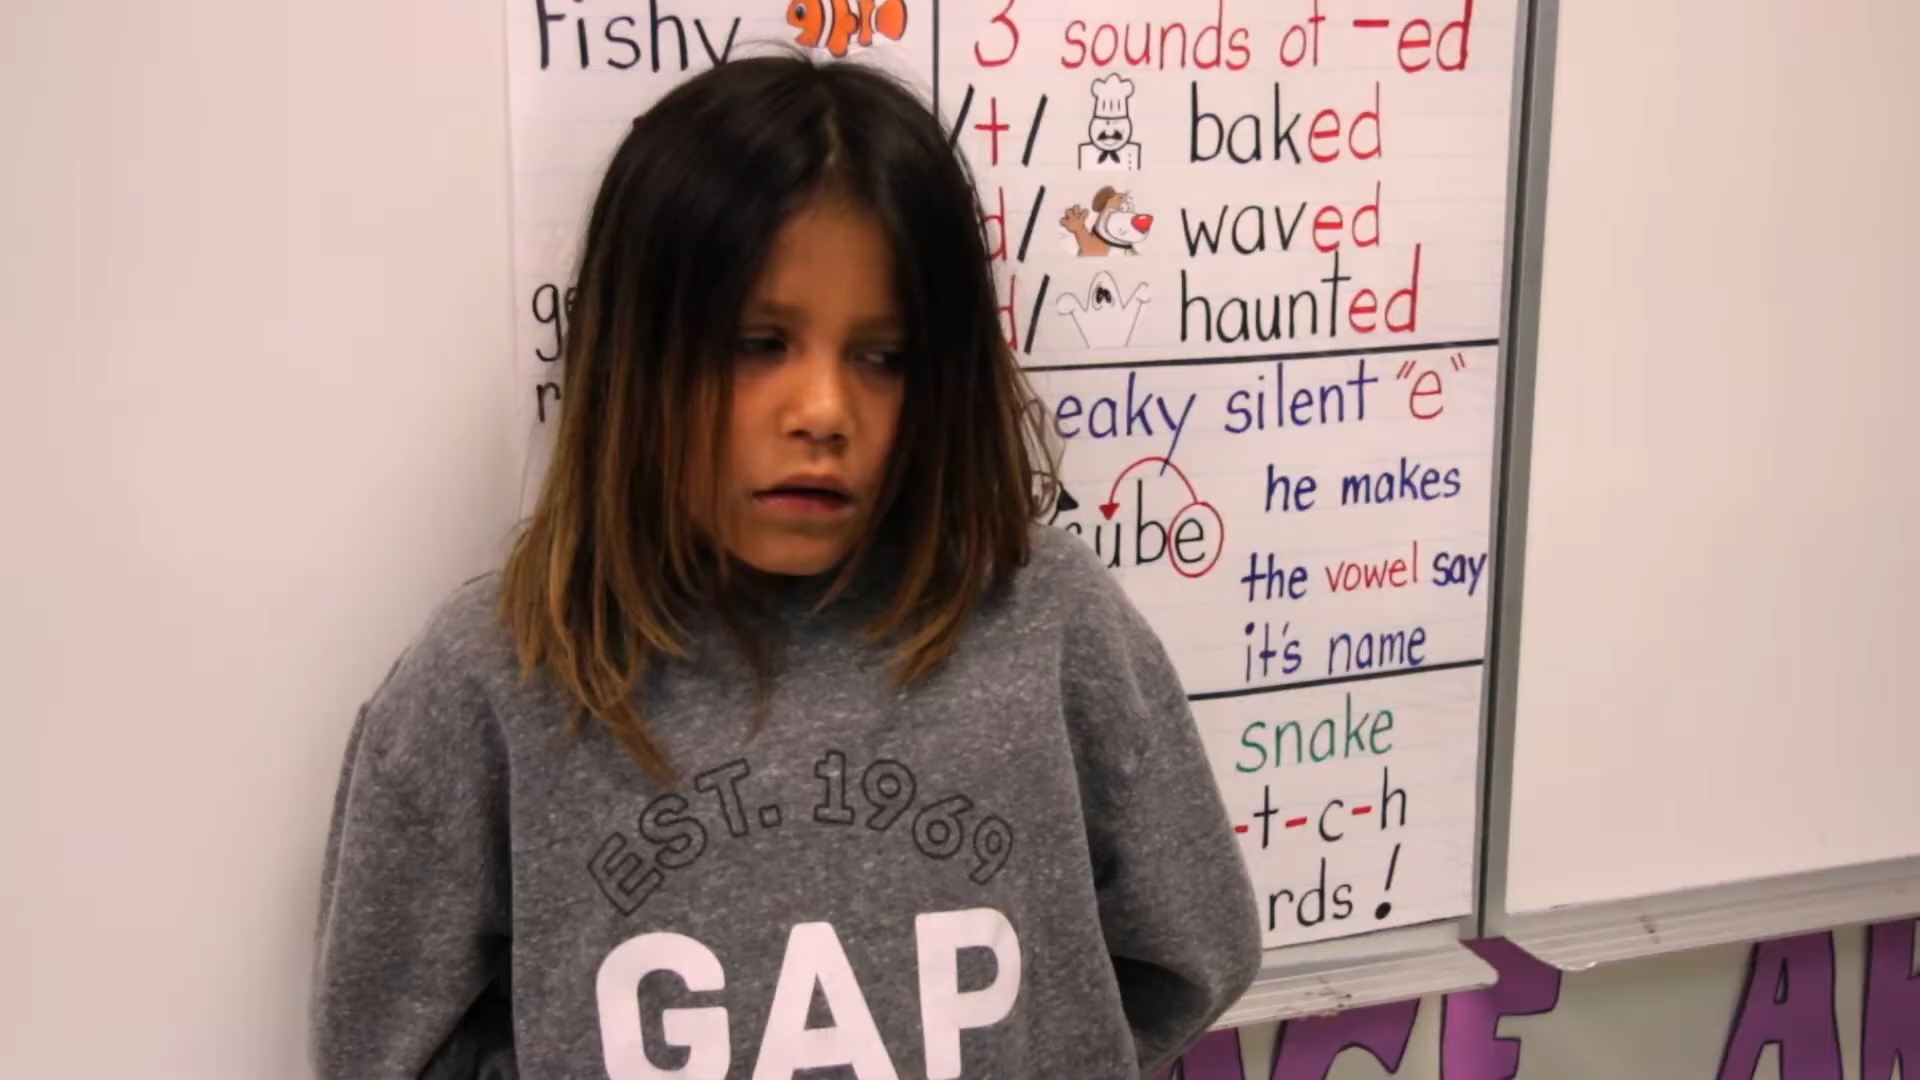 Fishy
3 sounds of -ed
/t/ baked
d/ waved
d/ haunted
eaky silent "e"
cube
he makes
the vowel say
it's name
snake
-t-c-h
rds!
EST. 1969
GAP